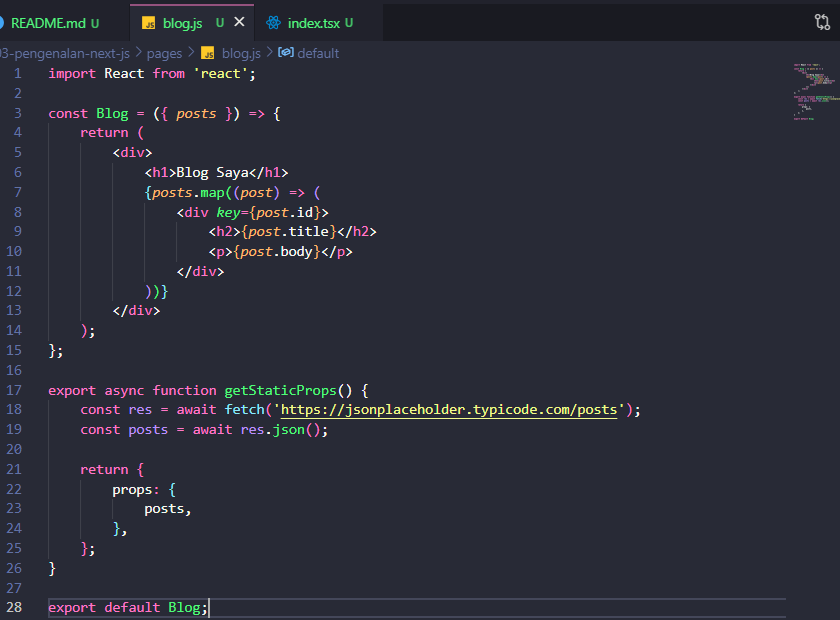 README.md U
JS blog.js U ×
index.tsx U
03-pengenalan-next-js > pages > JS blog.js > default
1 import React from 'react';
2
3 const Blog = ({ posts }) => {
4     return (
5         <div>
6             <h1>Blog Saya</h1>
7             {posts.map((post) => (
8                 <div key={post.id}>
9                     <h2>{post.title}</h2>
10                     <p>{post.body}</p>
11                 </div>
12             ))}
13         </div>
14     );
15 };
16
17 export async function getStaticProps() {
18     const res = await fetch('https://jsonplaceholder.typicode.com/posts');
19     const posts = await res.json();
20
21     return {
22         props: {
23             posts,
24         },
25     };
26 }
27
28 export default Blog;